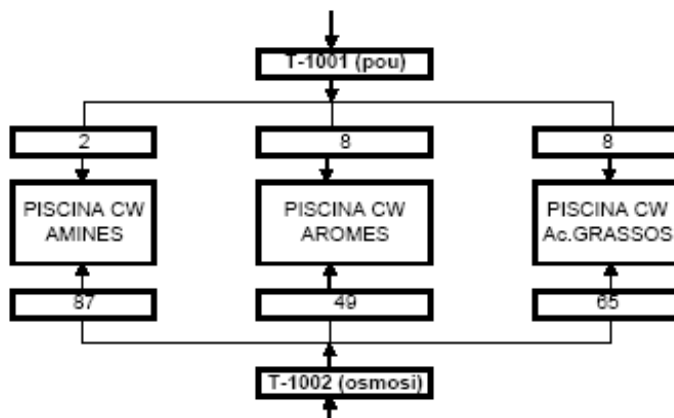 T-1001 (pou)
2
8
8
PISCINA CW
AMINES
PISCINA CW
AROMES
PISCINA CW
Ac.GRASSOS
87
49
65
T-1002 (osmosi)